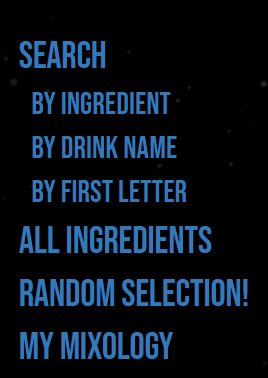 SEARCH
BY INGREDIENT
BY DRINK NAME
BY FIRST LETTER
ALL INGREDIENTS
RANDOM SELECTION!
MY MIXOLOGY